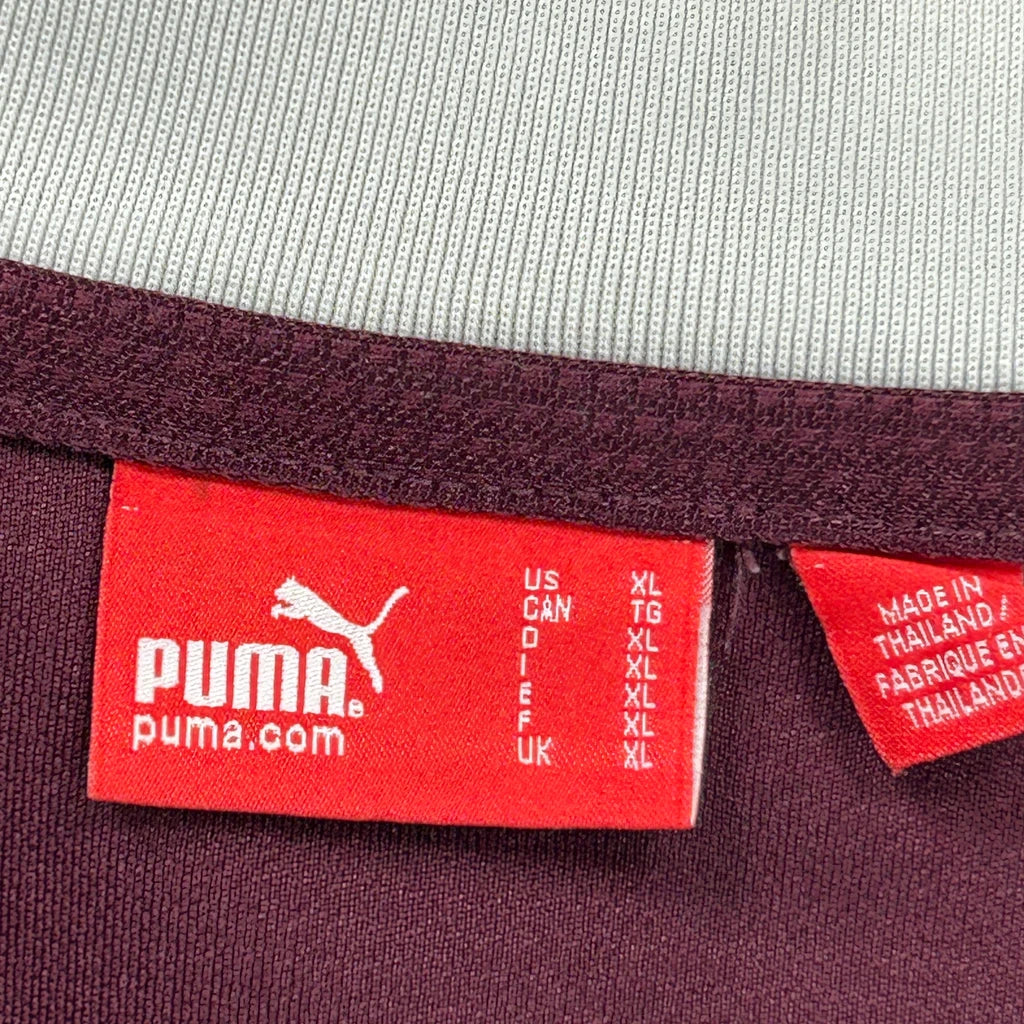 PUMA®
puma.com
US XL
CAN TG
D XL
I XL
E XL
F XL
UK XL
MADE IN
THAILAND/
FABRIQUE EN
THAILANDE